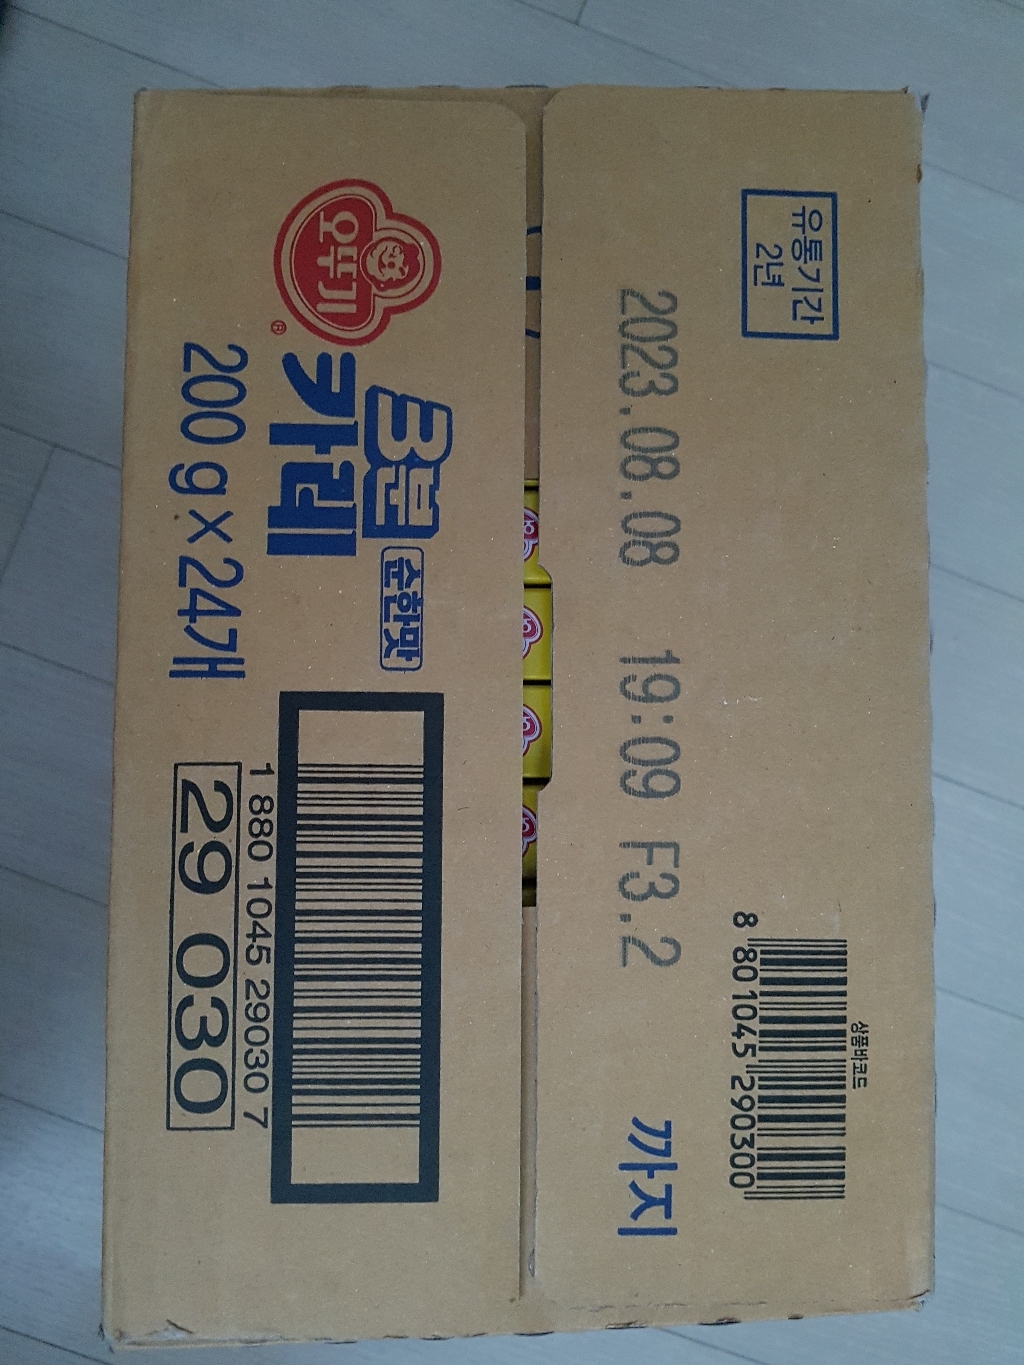 유통기간
2년
2023.08.08 19:09 F3.2 까지
상품바코드
8 801045 290300
오뚜기
®
3분
카레
순한맛
200 g × 24개
1 880 1045 29030 7
29 030